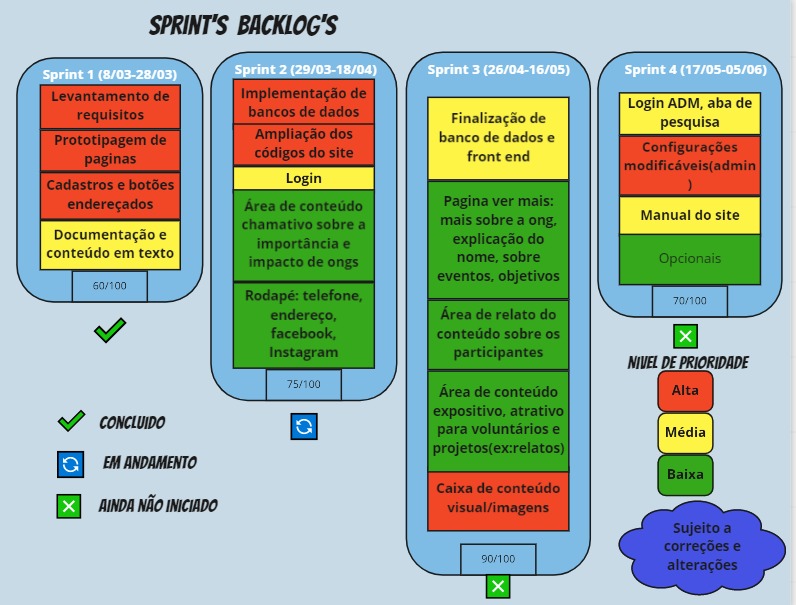 SPRINT'S BACKLOG'S
Sprint 1 (8/03-28/03)
Levantamento de
requisitos
Prototipagem de
paginas
Cadastros e botões
endereçados
Documentação e
conteúdo em texto
60/100
Sprint 2 (29/03-18/04)
Implementação de
bancos de dados
Ampliação dos
códigos do site
Login
Área de conteúdo
chamativo sobre a
importância e
impacto de ongs
Rodapé: telefone,
endereço,
facebook,
Instagram
75/100
Sprint 3 (26/04-16/05)
Finalização de
banco de dados e
front end
Pagina ver mais:
mais sobre a ong,
explicação do
nome, sobre
eventos, objetivos
Área de relato do
conteúdo sobre os
participantes
Área de conteúdo
expositivo, atrativo
para voluntários e
projetos(ex:relatos)
Caixa de conteúdo
visual/imagens
90/100
Sprint 4 (17/05-05/06)
Login ADM, aba de
pesquisa
Configurações
modificáveis(admin
)
Manual do site
Opcionais
70/100
CONCLUIDO
EM ANDAMENTO
AINDA NÃO INICIADO
NIVEL DE PRIORIDADE
Alta
Média
Baixa
Sujeito a
correções e
alterações